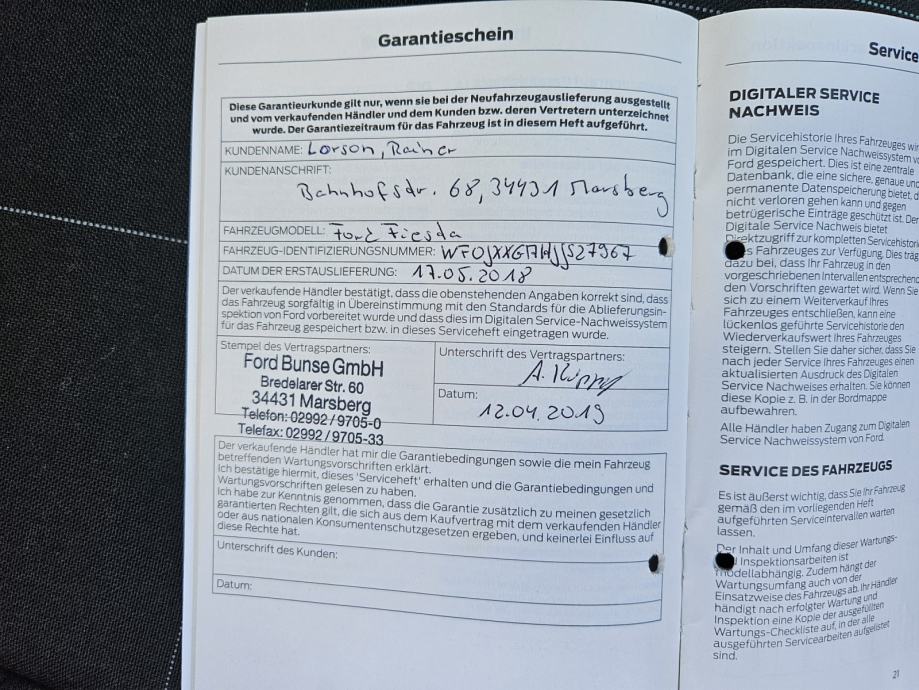 Garantieschein
Diese Garantieurkunde gilt nur, wenn sie bei der Neufahrzeugauslieferung ausgestellt
und vom verkaufenden Händler und dem Kunden bzw. deren Vertretern unterzeichnet
wurde. Der Garantiezeitraum für das Fahrzeug ist in diesem Heft aufgeführt.
KUNDENNAME: Lorson, Rainer
KUNDENANSCHRIFT:
Bahnhofstr. 68, 34431 Marsberg
FAHRZEUGMODELL: Ford Fiesta
FAHRZEUG-IDENTIFIZIERUNGSNUMMER: WF0JXXGAHJJS27967
DATUM DER ERSTAUSLIEFERUNG: 17.05.2018
Der verkaufende Händler bestätigt, dass die obenstehenden Angaben korrekt sind, dass
das Fahrzeug sorgfältig in Übereinstimmung mit den Standards für die Ablieferungsin-
spektion von Ford vorbereitet wurde und dass dies im Digitalen Service-Nachweissystem
für das Fahrzeug gespeichert bzw. in dieses Serviceheft eingetragen wurde.
Stempel des Vertragspartners:
Ford Bunse GmbH
Bredelarer Str. 60
34431 Marsberg
Telefon: 02992 / 9705-0
Telefax: 02992 / 9705-33
Unterschrift des Vertragspartners:
Datum:
12.04.2019
Der verkaufende Händler hat mir die Garantiebedingungen sowie die mein Fahrzeug
betreffenden Wartungsvorschriften erklärt.
Ich bestätige hiermit, dieses 'Serviceheft' erhalten und die Garantiebedingungen und
Wartungsvorschriften gelesen zu haben.
Ich habe zur Kenntnis genommen, dass die Garantie zusätzlich zu meinen gesetzlich
garantierten Rechten gilt, die sich aus dem Kaufvertrag mit dem verkaufenden Händler
oder aus nationalen Konsumentenschutzgesetzen ergeben, und keinerlei Einfluss auf
diese Rechte hat.
Unterschrift des Kunden:
Datum:
Service
DIGITALER SERVICE
NACHWEIS
Die Servicehistorie Ihres Fahrzeuges wir
im Digitalen Service Nachweissystem v
Ford gespeichert. Dies ist eine zentrale
Datenbank, die eine sichere, genaue und
permanente Datenspeicherung bietet, d
nicht verloren gehen kann und gegen
betrügerische Einträge geschützt ist. Der
Digitale Service Nachweis bietet
Direktzugriff zur kompletten Servicehistori
s Fahrzeuges zur Verfügung. Dies träg
dazu bei, dass Ihr Fahrzeug in den
vorgeschriebenen Intervallen entsprechend
den Vorschriften gewartet wird. Wenn Sie
sich zu einem Weiterverkauf Ihres
Fahrzeuges entschließen, kann eine
lückenlos geführte Servicehistorie den
Wiederverkaufswert Ihres Fahrzeuges
steigern. Stellen Sie daher sicher, dass Sie
nach jeder Service Ihres Fahrzeuges einen
aktualisierten Ausdruck des Digitalen
Service Nachweises erhalten. Sie können
diese Kopie z. B. in der Bordmappe
aufbewahren.
Alle Händler haben Zugang zum Digitalen
Service Nachweissystem von Ford.
SERVICE DES FAHRZEUGS
Es ist äußerst wichtig, dass Sie Ihr Fahrzeug
gemäß den im vorliegenden Heft
aufgeführten Serviceintervallen warten
lassen.
Der Inhalt und Umfang dieser Wartungs-
Inspektionsarbeiten ist
modellabhängig. Zudem hängt der
Wartungsumfang auch von der
Einsatzweise des Fahrzeugs ab. Ihr Händler
händigt nach erfolgter Wartung und
Inspektion eine Kopie der ausgefüllten
Wartungs-Checkliste auf, in der alle
ausgeführten Servicearbeiten aufgelistet
sind.
21